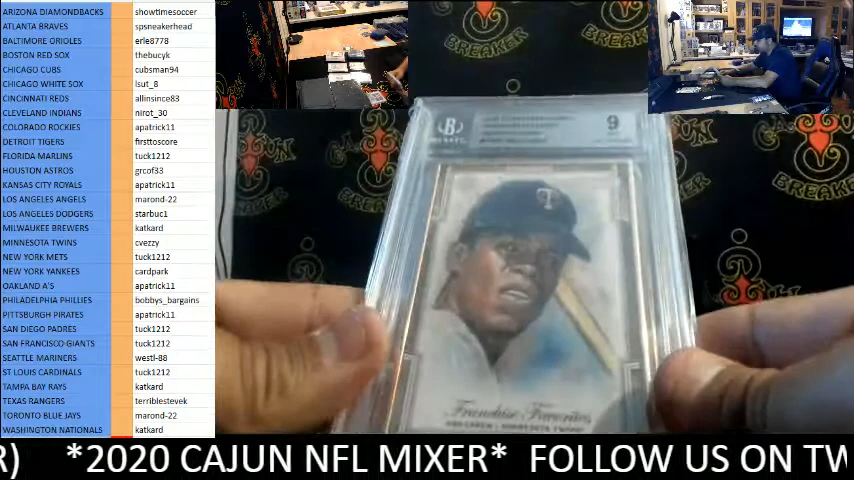 ARIZONA DIAMONDBACKS showtimesoccer
ATLANTA BRAVES spsneakerhead
BALTIMORE ORIOLES erle8778
BOSTON RED SOX thebucyk
CHICAGO CUBS cubsman94
CHICAGO WHITE SOX lsut_8
CINCINNATI REDS allinsince83
CLEVELAND INDIANS nirot_30
COLORADO ROCKIES apatrick11
DETROIT TIGERS firsttoscore
FLORIDA MARLINS tuck1212
HOUSTON ASTROS grcof33
KANSAS CITY ROYALS apatrick11
LOS ANGELES ANGELS marond-22
LOS ANGELES DODGERS starbuc1
MILWAUKEE BREWERS katkard
MINNESOTA TWINS cvezzy
NEW YORK METS tuck1212
NEW YORK YANKEES cardpark
OAKLAND A'S apatrick11
PHILADELPHIA PHILLIES bobbys_bargains
PITTSBURGH PIRATES apatrick11
SAN DIEGO PADRES tuck1212
SAN FRANCISCO GIANTS tuck1212
SEATTLE MARINERS westl-88
ST LOUIS CARDINALS tuck1212
TAMPA BAY RAYS katkard
TEXAS RANGERS terriblestevek
TORONTO BLUE JAYS marond-22
WASHINGTON NATIONALS katkard
BREAKER
BREAKER
CAJUN
CAJUN
BREAKER
B
9
T
Franchise Favorites
R) *2020 CAJUN NFL MIXER* FOLLOW US ON TW